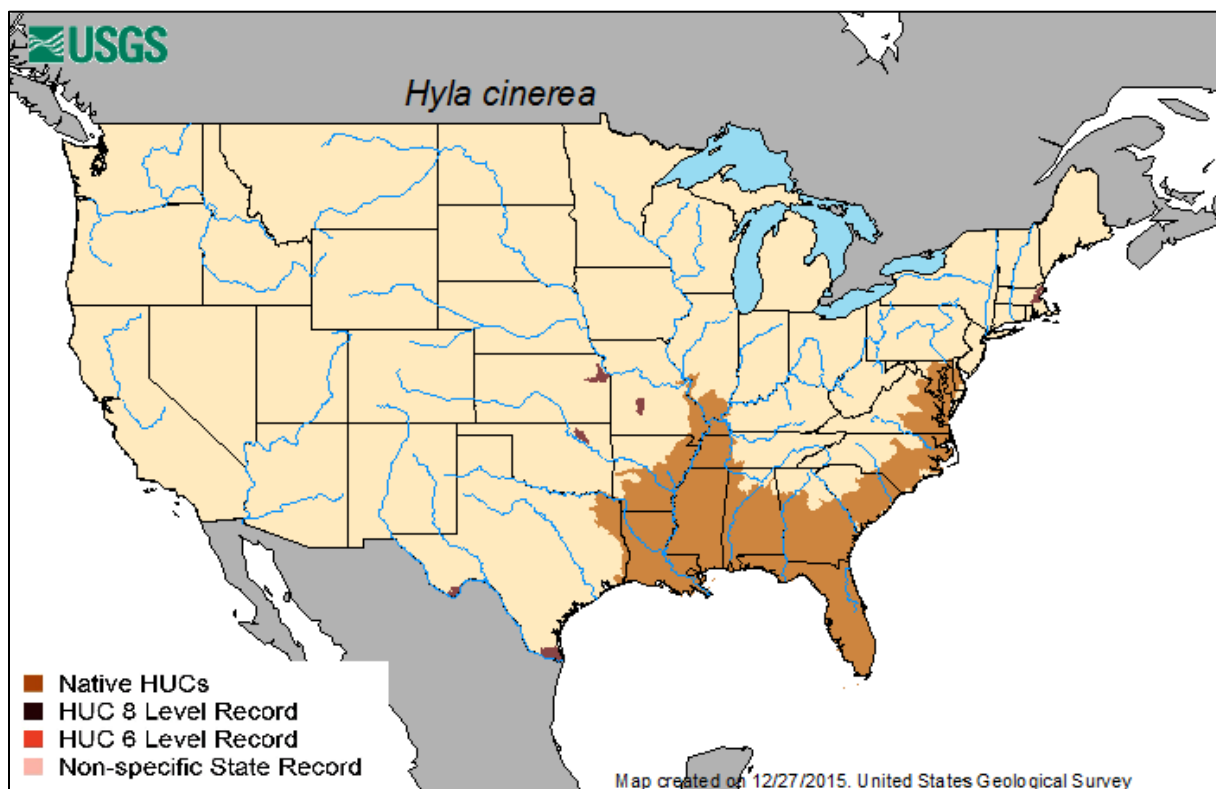 USGS
Hyla cinerea
Native HUCs
HUC 8 Level Record
HUC 6 Level Record
Non-specific State Record
Map created on 12/27/2015. United States Geological Survey